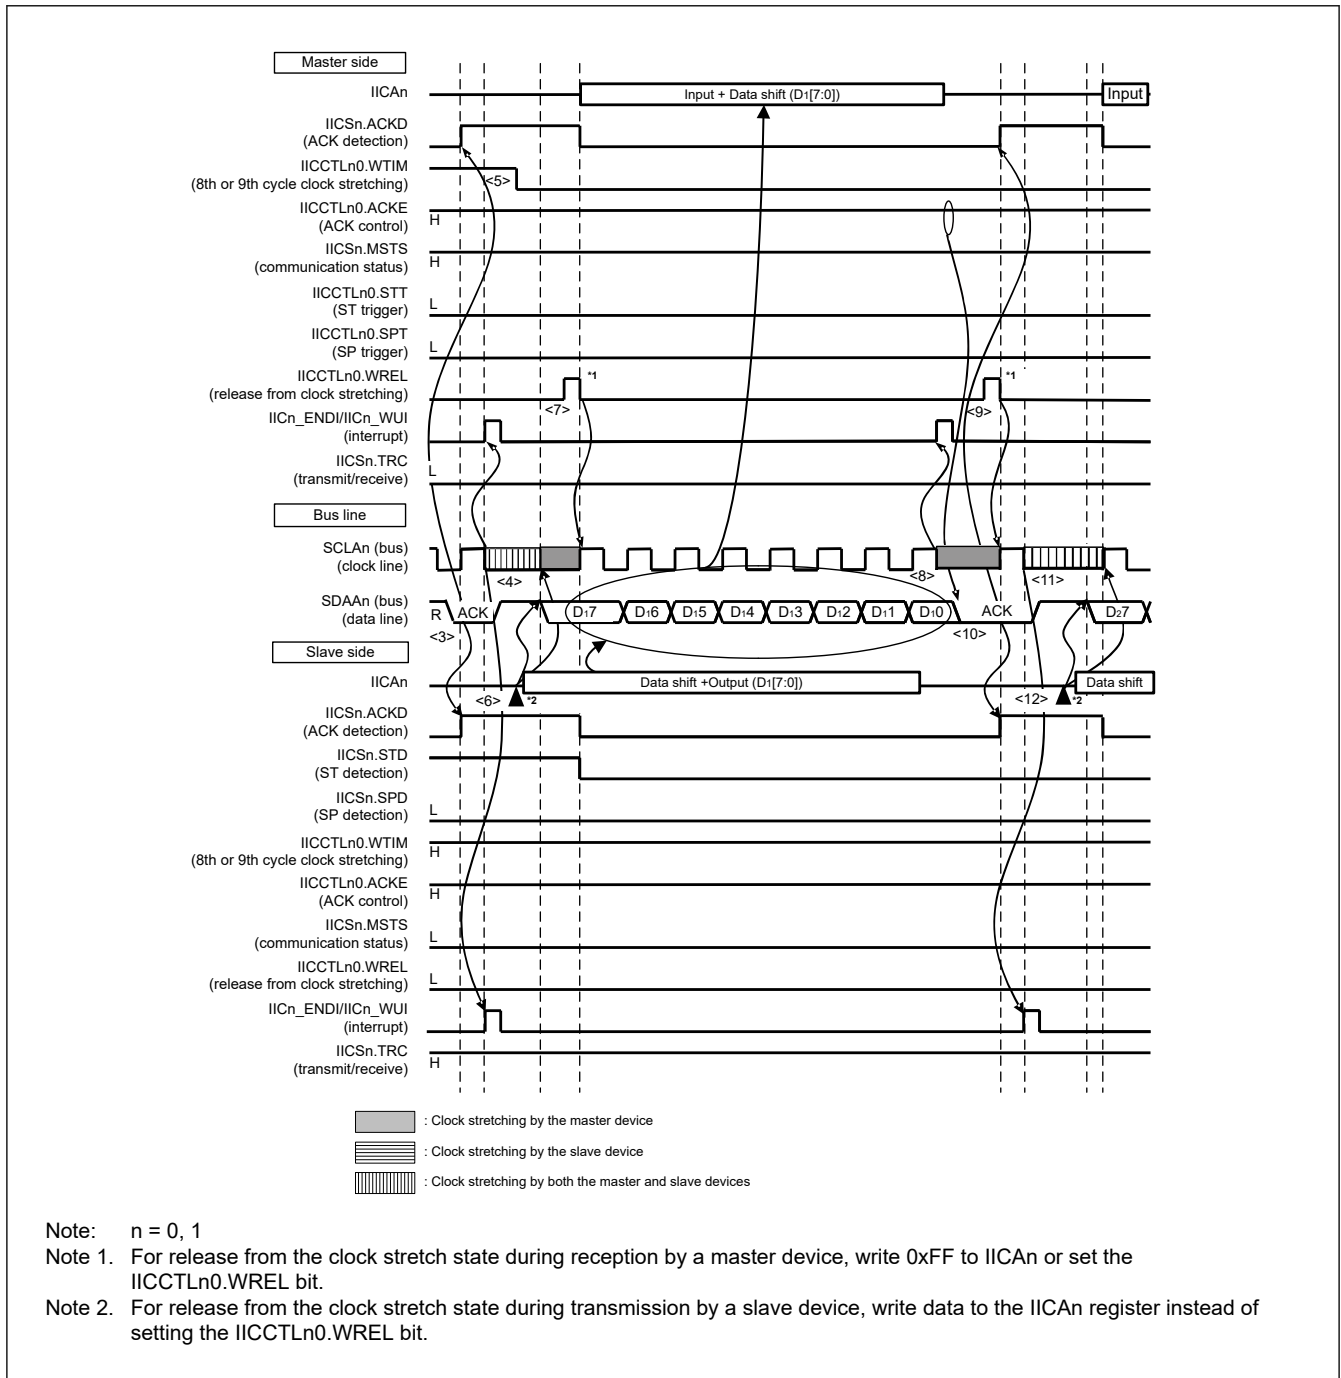 Master side
IICAn
Input + Data shift (D1[7:0])
Input
IICSn.ACKD
(ACK detection)
IICCTLn0.WTIM
(8th or 9th cycle clock stretching)
<5>
IICCTLn0.ACKE
(ACK control)
H
IICSn.MSTS
(communication status)
H
IICCTLn0.STT
(ST trigger)
L
IICCTLn0.SPT
(SP trigger)
L
IICCTLn0.WREL
(release from clock stretching)
*1
*1
<7>
<9>
IICn_ENDI/IICn_WUI
(interrupt)
IICSn.TRC
(transmit/receive)
L
Bus line
SCLAn (bus)
(clock line)
<4>
<8>
<11>
SDAAn (bus)
(data line)
R ACK D17 D16 D15 D14 D13 D12 D11 D10 ACK D27
<3>
<10>
Slave side
IICAn
Data shift +Output (D1[7:0])
Data shift
<6>
*2
<12>
*2
IICSn.ACKD
(ACK detection)
IICSn.STD
(ST detection)
IICSn.SPD
(SP detection)
L
IICCTLn0.WTIM
(8th or 9th cycle clock stretching)
H
IICCTLn0.ACKE
(ACK control)
H
IICSn.MSTS
(communication status)
L
IICCTLn0.WREL
(release from clock stretching)
L
IICn_ENDI/IICn_WUI
(interrupt)
IICSn.TRC
(transmit/receive)
H
: Clock stretching by the master device
: Clock stretching by the slave device
: Clock stretching by both the master and slave devices
Note: n = 0, 1
Note 1. For release from the clock stretch state during reception by a master device, write 0xFF to IICAn or set the
IICCTLn0.WREL bit.
Note 2. For release from the clock stretch state during transmission by a slave device, write data to the IICAn register instead of
setting the IICCTLn0.WREL bit.